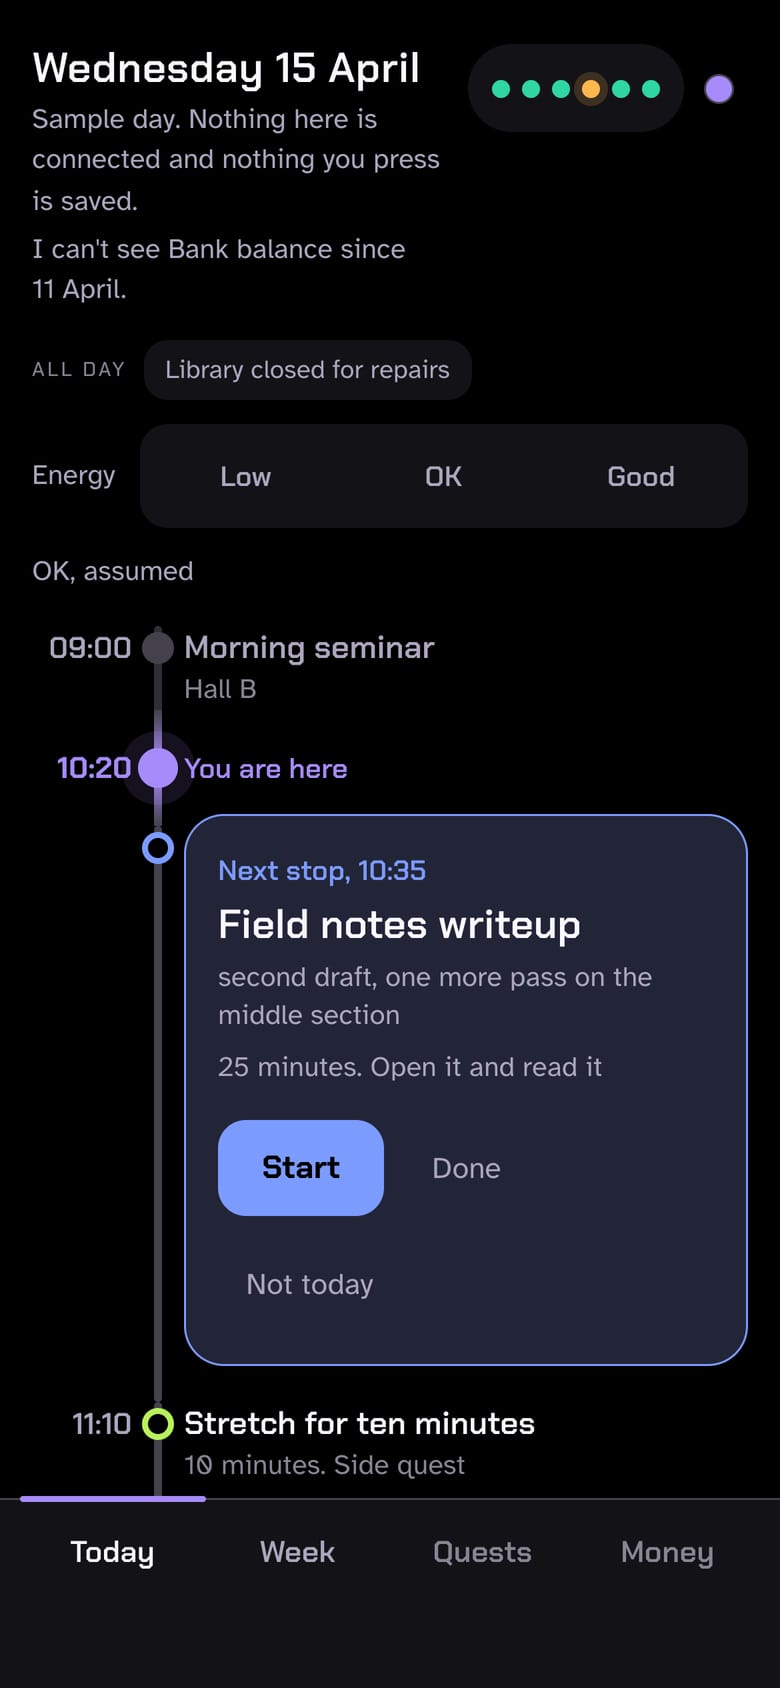 Wednesday 15 April
Sample day. Nothing here is
connected and nothing you press
is saved.
I can't see Bank balance since
11 April.
ALL DAY
Library closed for repairs
Energy
Low
OK
Good
OK, assumed
09:00
Morning seminar
Hall B
10:20
You are here
Next stop, 10:35
Field notes writeup
second draft, one more pass on the
middle section
25 minutes. Open it and read it
Start
Done
Not today
11:10
Stretch for ten minutes
10 minutes. Side quest
Today
Week
Quests
Money